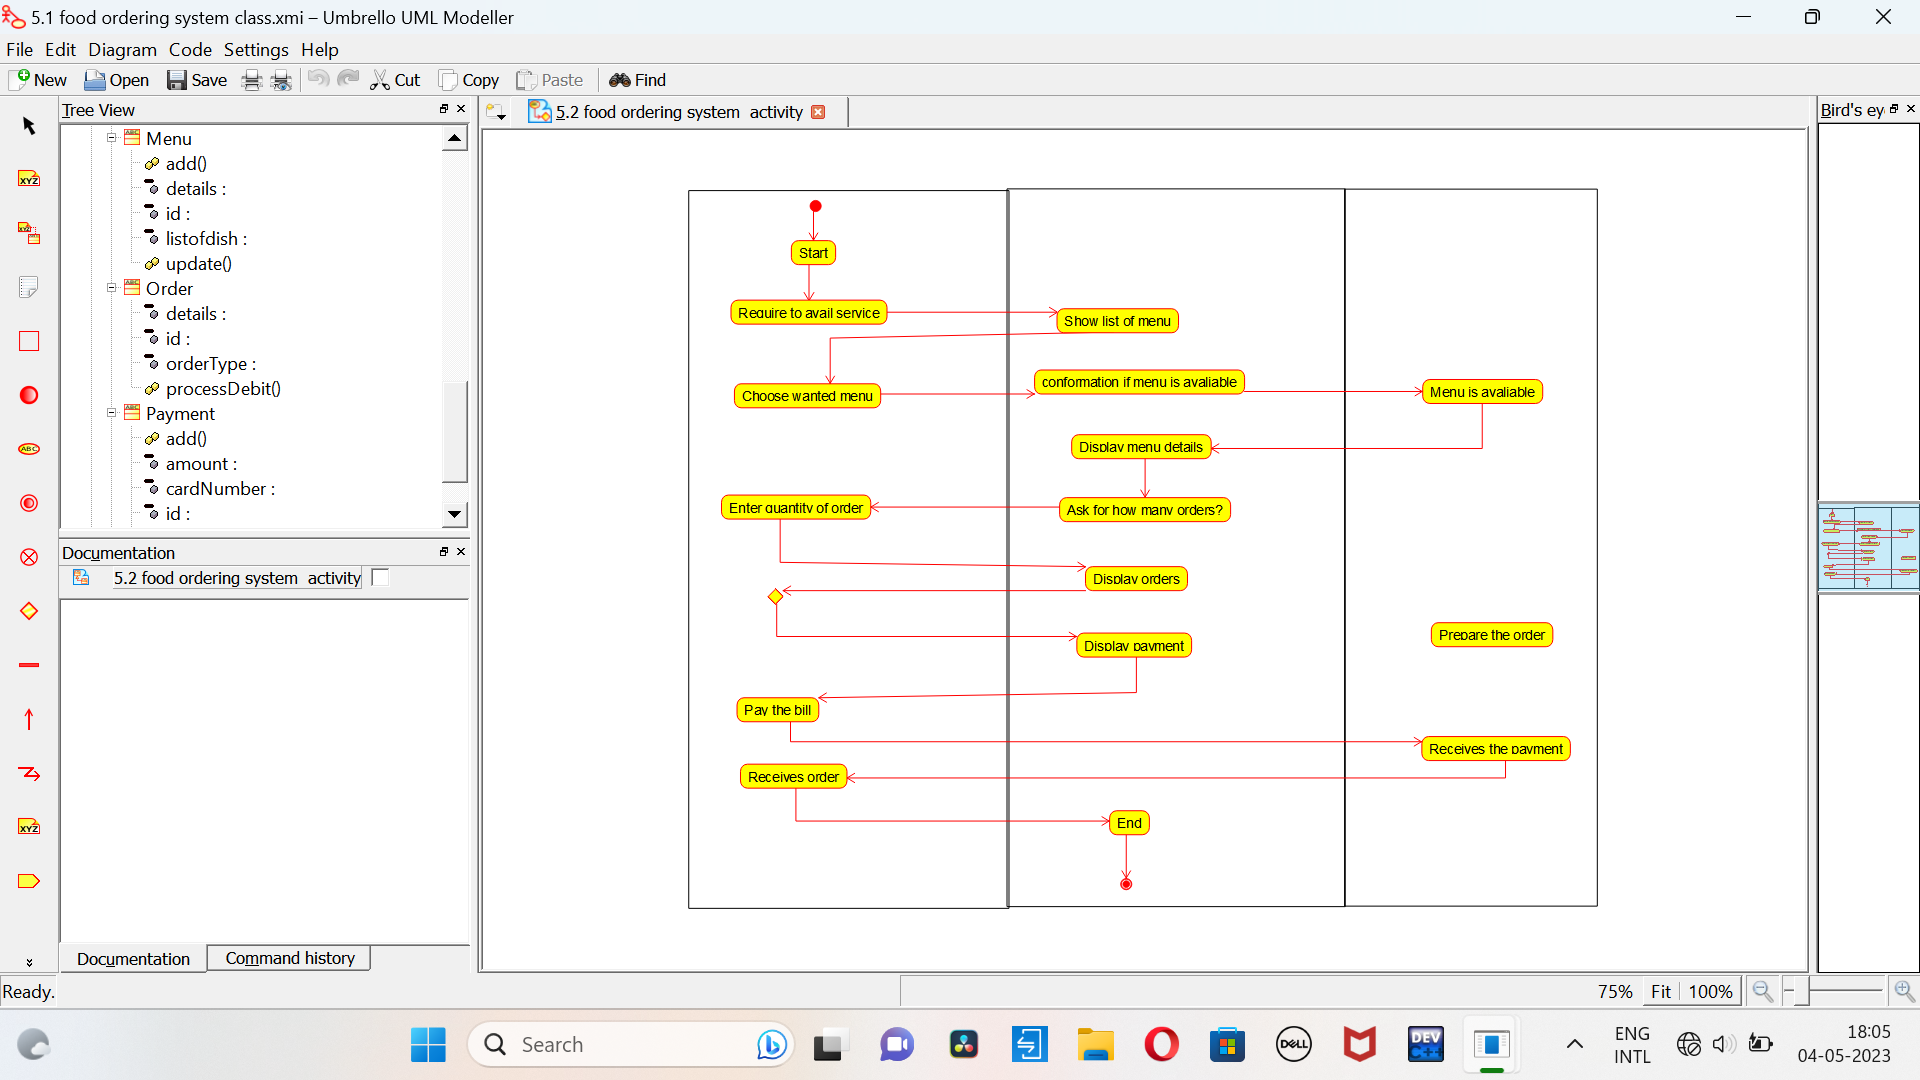 5.1 food ordering system class.xmi – Umbrello UML Modeller
File Edit Diagram Code Settings Help
New Open Save Cut Copy Paste Find
Tree View
Menu
add()
details :
id :
listofdish :
update()
Order
details :
id :
orderType :
processDebit()
Payment
add()
amount :
cardNumber :
id :
Documentation
5.2 food ordering system activity
Documentation Command history
Ready.
5.2 food ordering system activity
Start
Require to avail service
Show list of menu
Choose wanted menu
conformation if menu is avaliable
Menu is avaliable
Display menu details
Enter quantity of order
Ask for how many orders?
Display orders
Prepare the order
Display payment
Pay the bill
Receives the payment
Receives order
End
Bird's ey
XYZ
XYZ
ABC
XYZ
75% Fit 100%
Search
DELL
DEV
C++
ENG
INTL
18:05
04-05-2023